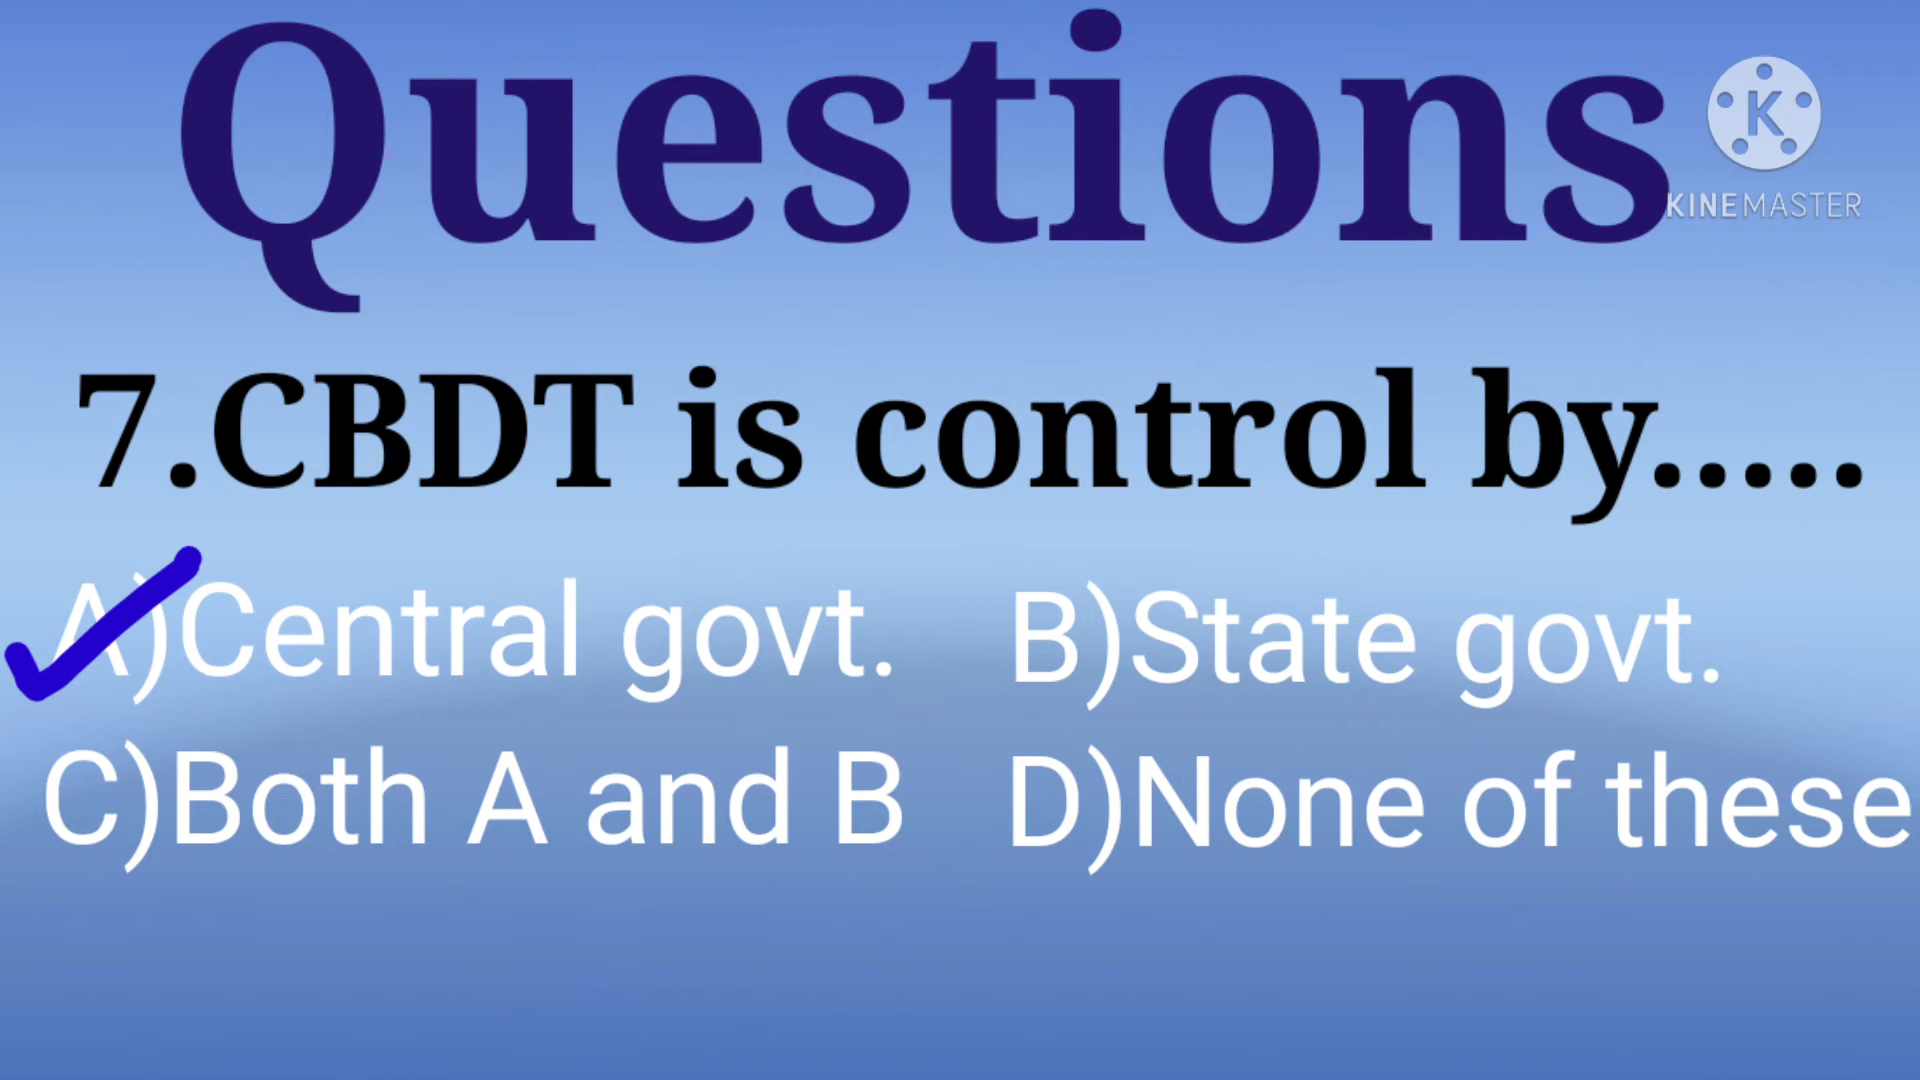 Questions
KINEMASTER
7.CBDT is control by.....
A)Central govt. B)State govt.
C)Both A and B D)None of these